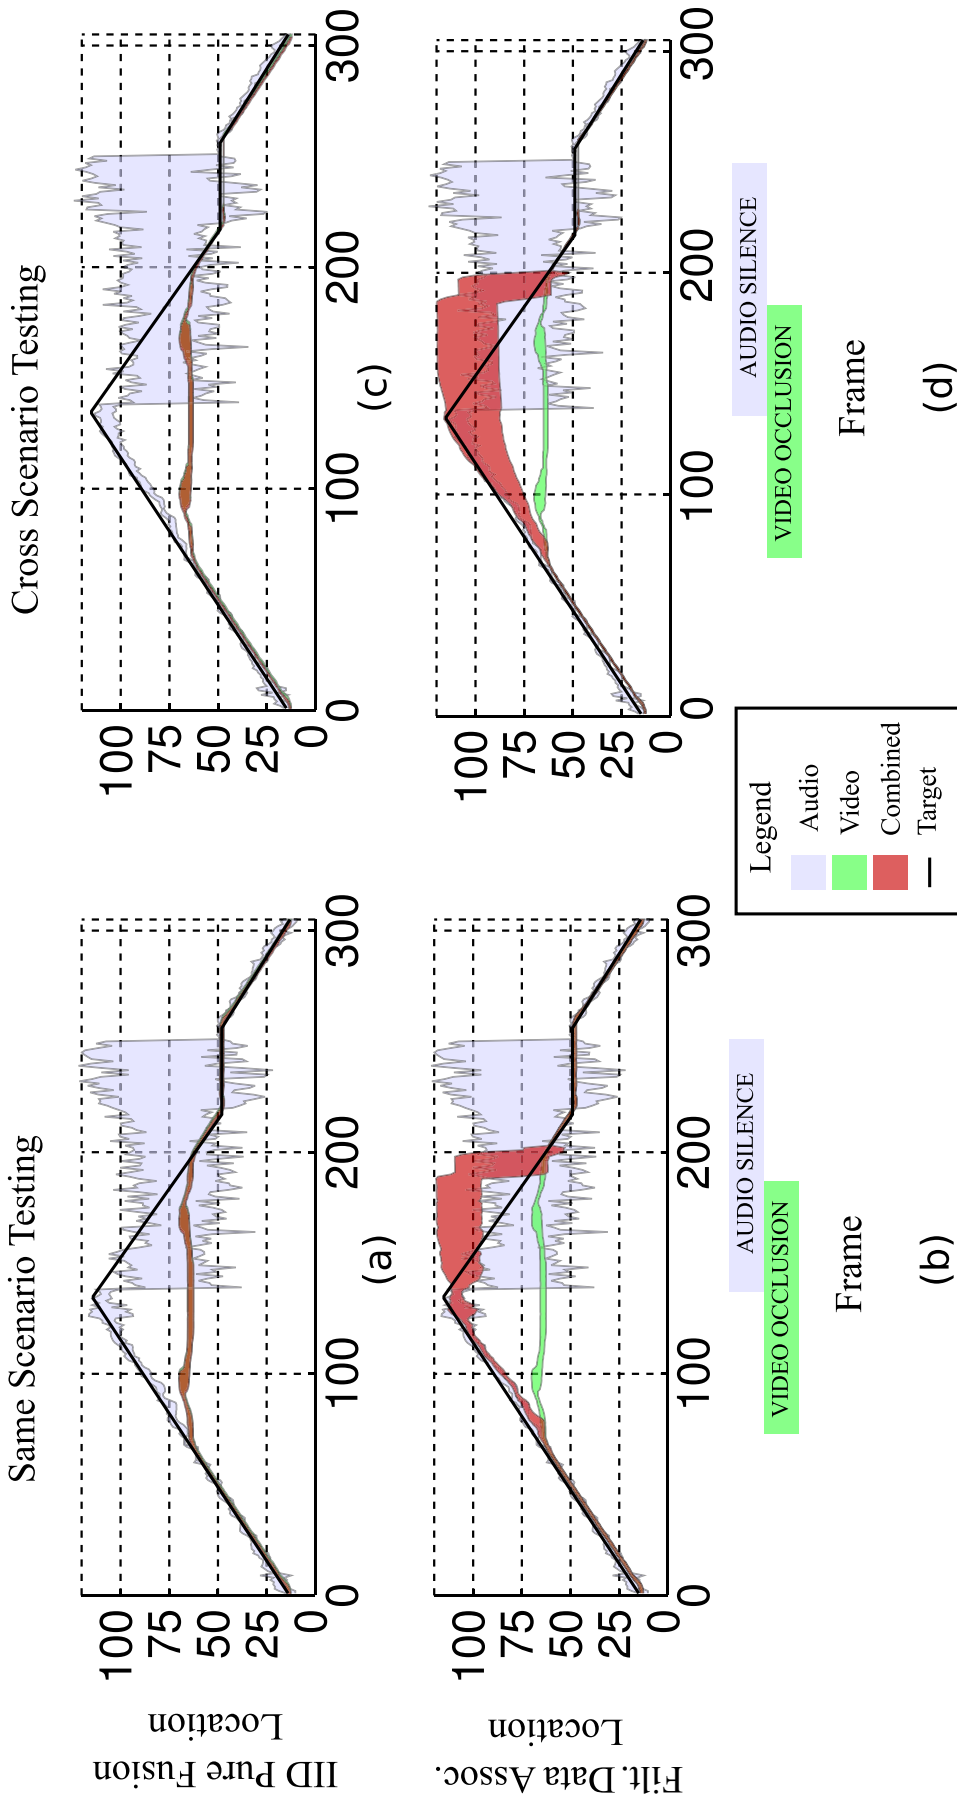 Same Scenario Testing
Cross Scenario Testing
IID Pure Fusion
Location
100
75
50
25
0
0
100
200
300
(a)
100
75
50
25
0
0
100
200
300
(c)
Filt. Data Assoc.
Location
100
75
50
25
0
0
100
200
300
AUDIO SILENCE
VIDEO OCCLUSION
Frame
(b)
100
75
50
25
0
0
100
200
300
AUDIO SILENCE
VIDEO OCCLUSION
Frame
(d)
Legend
Audio
Video
Combined
Target